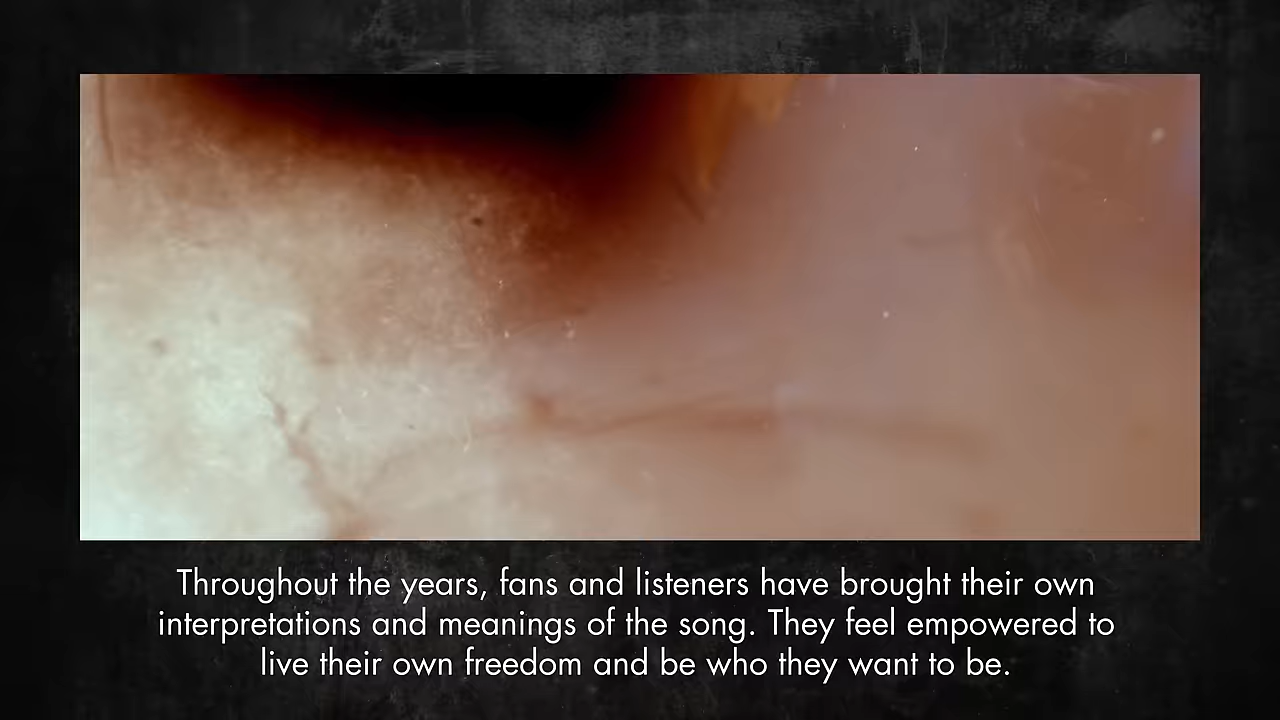 Throughout the years, fans and listeners have brought their own
interpretations and meanings of the song. They feel empowered to
live their own freedom and be who they want to be.